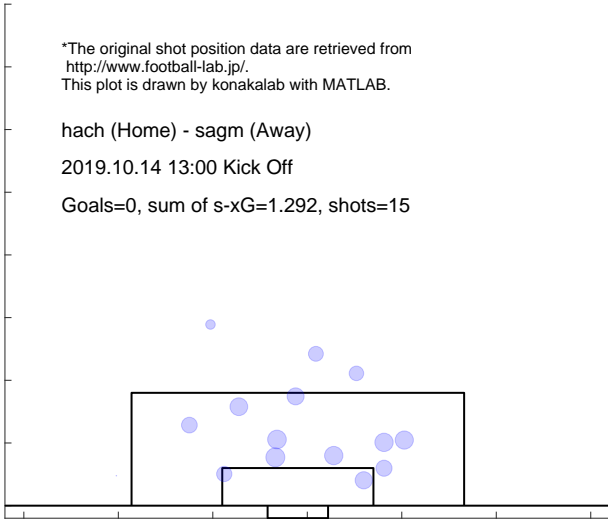 *The original shot position data are retrieved from
http://www.football-lab.jp/.
This plot is drawn by konakalab with MATLAB.
hach (Home) - sagm (Away)
2019.10.14 13:00 Kick Off
Goals=0, sum of s-xG=1.292, shots=15